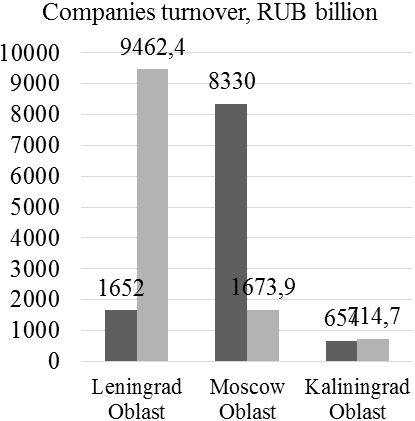 Companies turnover, RUB billion
10000
9000
8000
7000
6000
5000
4000
3000
2000
1000
0
1652
9462,4
8330
1673,9
654
714,7
Leningrad
Oblast
Moscow
Oblast
Kaliningrad
Oblast